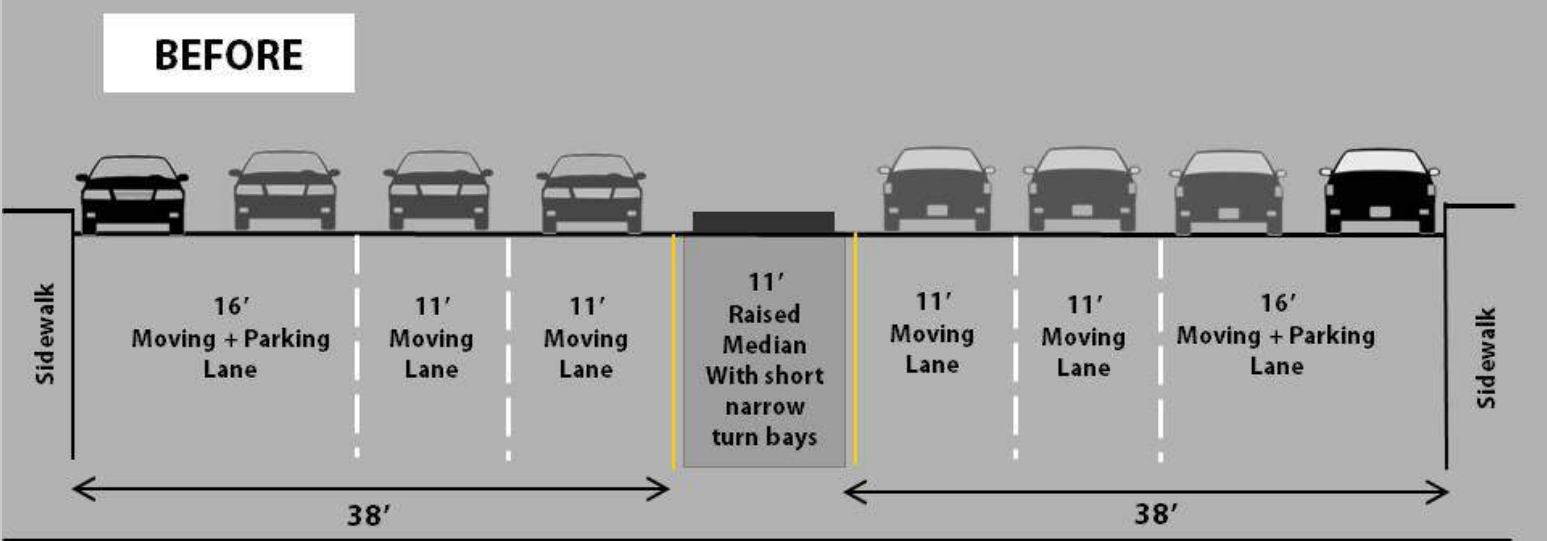 BEFORE
Sidewalk
16′
Moving + Parking
Lane
11′
Moving
Lane
11′
Moving
Lane
11′
Raised
Median
With short
narrow
turn bays
11′
Moving
Lane
11′
Moving
Lane
16′
Moving + Parking
Lane
Sidewalk
38′
38′